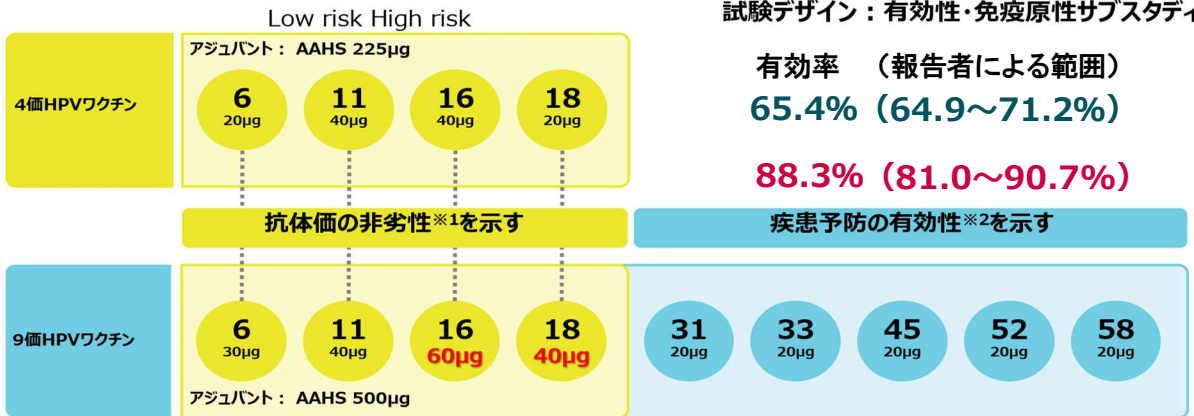 Low risk High risk
試験デザイン：有効性・免疫原性サブスタディ
アジュバント： AAHS 225μg
有効率 （報告者による範囲）
65.4%（64.9～71.2%）
88.3%（81.0～90.7%）
4価HPVワクチン
6
20μg
11
40μg
16
40μg
18
20μg
抗体価の非劣性※1を示す
疾患予防の有効性※2を示す
9価HPVワクチン
6
30μg
11
40μg
16
60μg
18
40μg
31
20μg
33
20μg
45
20μg
52
20μg
58
20μg
アジュバント： AAHS 500μg